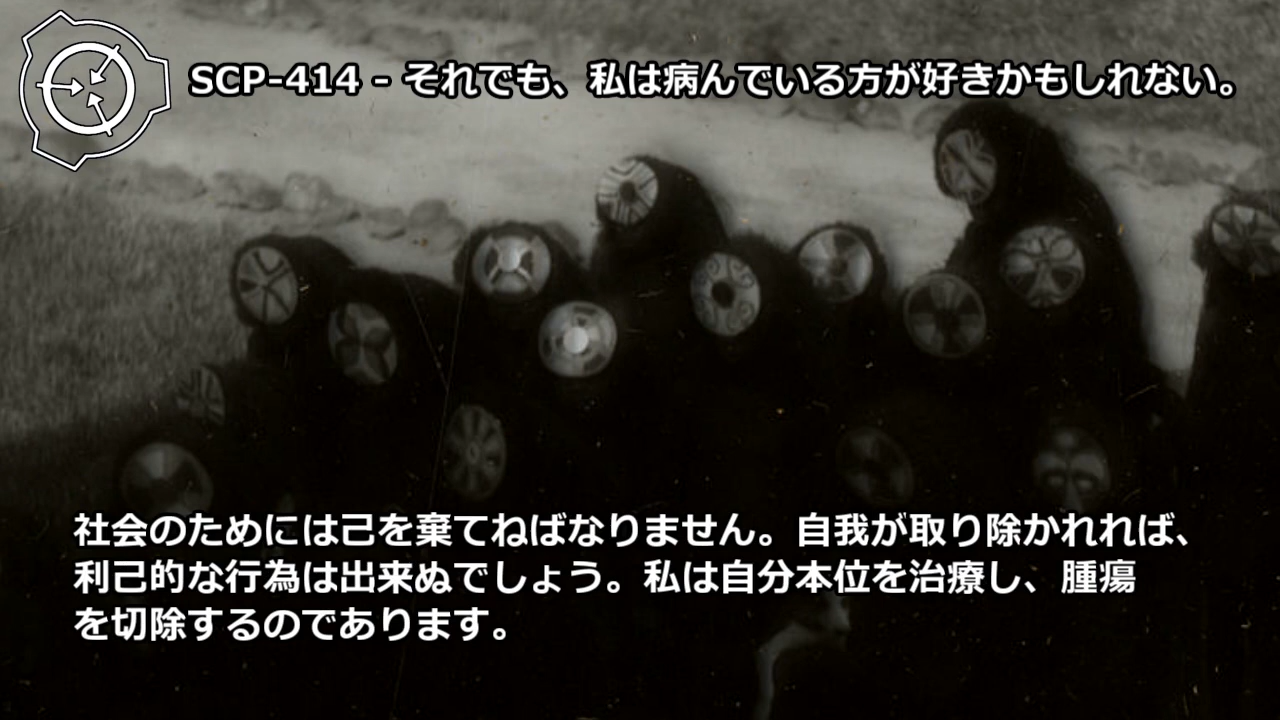 SCP-414 - それでも、私は病んでいる方が好きかもしれない。
社会のためには己を棄てねばなりません。自我が取り除かれれば、
利己的な行為は出来ぬでしょう。私は自分本位を治療し、腫瘍
を切除するのであります。